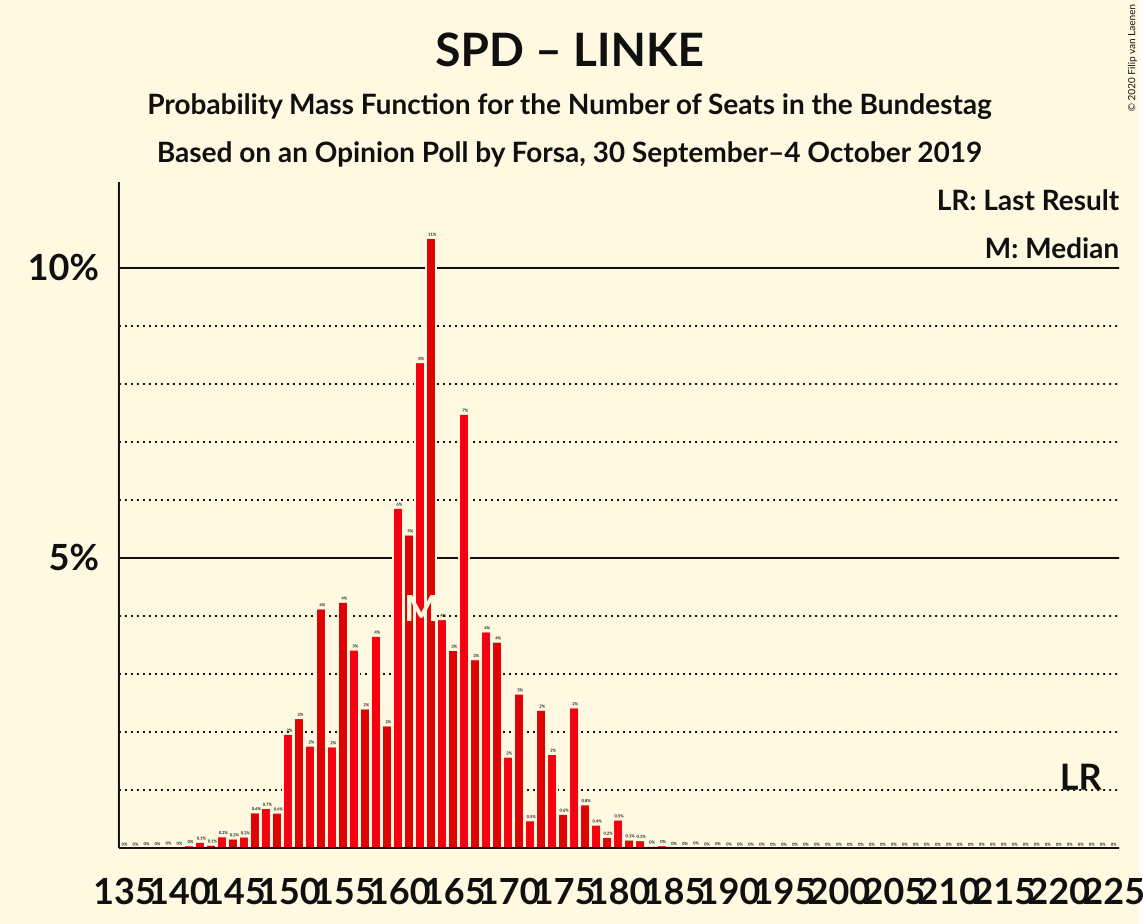 SPD – LINKE
Probability Mass Function for the Number of Seats in the Bundestag
Based on an Opinion Poll by Forsa, 30 September–4 October 2019
© 2020 Filip van Laenen
LR: Last Result
M: Median
10%
5%
M
LR
135 140 145 150 155 160 165 170 175 180 185 190 195 200 205 210 215 220 225